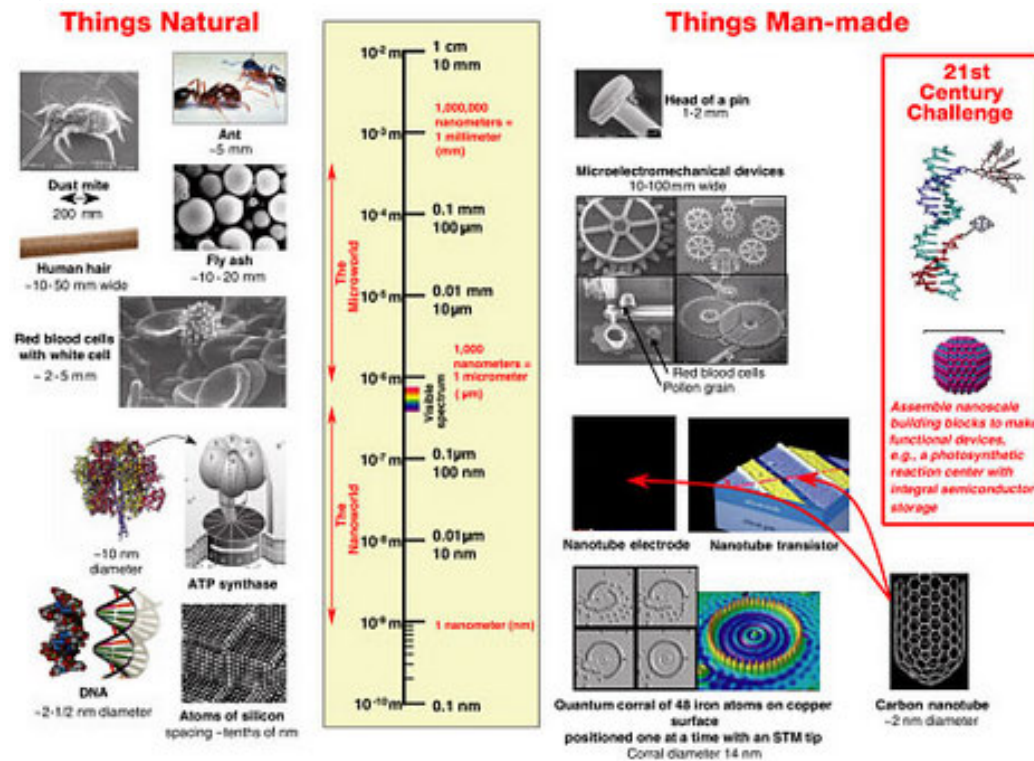 Things Natural
Things Man-made
Ant
~5 mm
Dust mite
200 mm
Fly ash
~10-20 mm
Human hair
~10-50 mm wide
Red blood cells
with white cell
~ 2-5 mm
~10 nm
diameter
ATP synthase
DNA
~2-1/2 nm diameter
Atoms of silicon
spacing ~tenths of nm
10-2 m
1 cm
10 mm
1,000,000
nanometers =
1 millimeter
(mm)
10-3 m
10-4 m
0.1 mm
100 µm
The
Microworld
10-5 m
0.01 mm
10 µm
1,000
nanometers =
1 micrometer
(µm)
10-6 m
Visible
spectrum
10-7 m
0.1 µm
100 nm
The
Nanoworld
10-8 m
0.01 µm
10 nm
10-9 m
1 nanometer (nm)
10-10 m
0.1 nm
Head of a pin
1-2 mm
Microelectromechanical devices
10-100 mm wide
Red blood cells
Pollen grain
Nanotube electrode
Nanotube transistor
Quantum corral of 48 iron atoms on copper
surface
positioned one at a time with an STM tip
Corral diameter 14 nm
Carbon nanotube
~2 nm diameter
21st
Century
Challenge
Assemble nanoscale
building blocks to make
functional devices,
e.g., a photosynthetic
reaction center with
integral semiconductor
storage